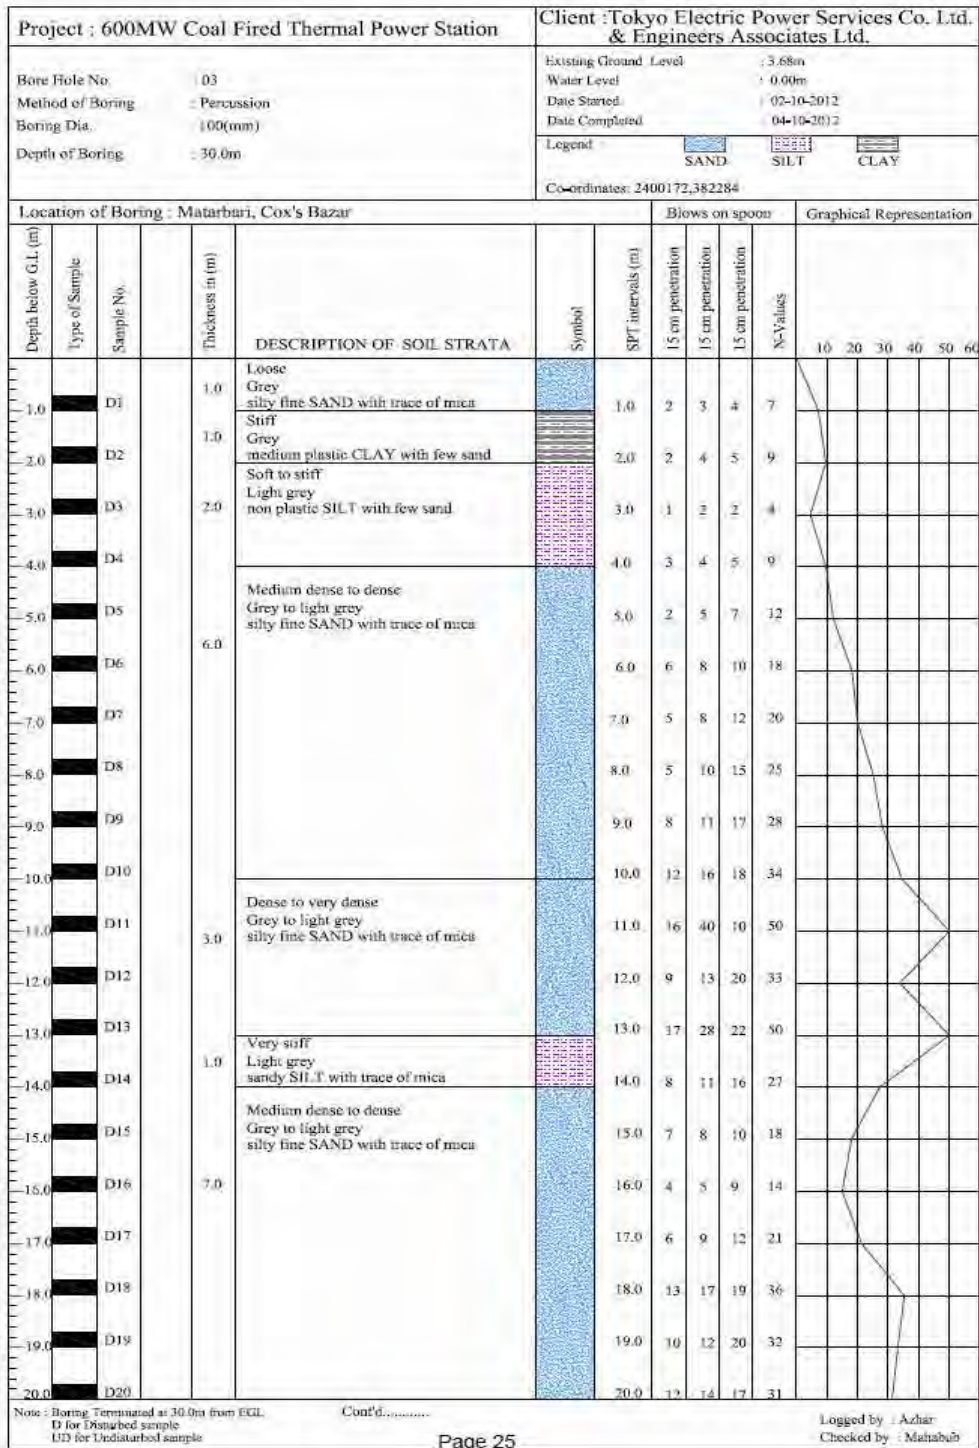 Project : 600MW Coal Fired Thermal Power Station
Client :Tokyo Electric Power Services Co. Ltd.
& Engineers Associates Ltd.
Bore Hole No. : 03
Method of Boring : Percussion
Boring Dia. : 100(mm)
Depth of Boring : 30.0m
Existing Ground Level : 3.68m
Water Level : 0.00m
Date Started : 02-10-2012
Date Completed : 04-10-2012
Legend
SAND SILT CLAY
Co-ordinates: 2400172,382284
Location of Boring : Matarbari, Cox's Bazar
Blows on spoon
Graphical Representation
Depth below G.L (m)
Type of Sample
Sample No.
Thickness in (m)
DESCRIPTION OF SOIL STRATA
Symbol
SPT intervals (m)
15 cm penetration
15 cm penetration
15 cm penetration
N-Values
10 20 30 40 50 60
Loose
1.0 Grey
1.0 D1 silty fine SAND with trace of mica 1.0 2 3 4 7
Stiff
1.0 Grey
2.0 D2 medium plastic CLAY with few sand 2.0 2 4 5 9
Soft to stiff
Light grey
3.0 D3 2.0 non plastic SILT with few sand 3.0 1 2 2 4
4.0 D4 4.0 3 4 5 9
Medium dense to dense
Grey to light grey
5.0 D5 silty fine SAND with trace of mica 5.0 2 5 7 12
6.0
6.0 D6 6.0 6 8 10 18
7.0 D7 7.0 5 8 12 20
8.0 D8 8.0 5 10 15 25
9.0 D9 9.0 8 11 17 28
10.0 D10 10.0 12 16 18 34
Dense to very dense
Grey to light grey
11.0 D11 3.0 silty fine SAND with trace of mica 11.0 16 40 10 50
12.0 D12 12.0 9 13 20 33
13.0 D13 13.0 17 28 22 50
Very stiff
1.0 Light grey
14.0 D14 sandy SILT with trace of mica 14.0 8 11 16 27
Medium dense to dense
Grey to light grey
15.0 D15 silty fine SAND with trace of mica 15.0 7 8 10 18
15.0 D16 7.0 16.0 4 5 9 14
17.0 D17 17.0 6 9 12 21
18.0 D18 18.0 13 17 19 36
19.0 D19 19.0 10 12 20 32
20.0 D20 20.0 12 14 17 31
Note : Boring Terminated at 30.0m from EGL
D for Disturbed sample
UD for Undisturbed sample
Cont'd............
Page 25
Logged by : Azhar
Checked by : Mahabub